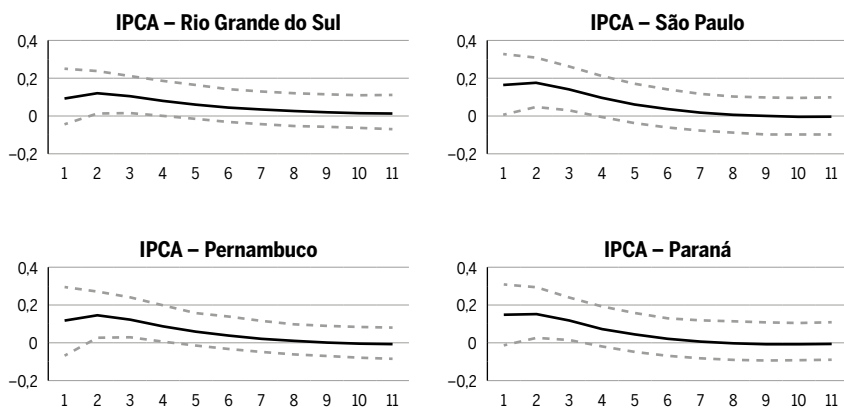 IPCA – Rio Grande do Sul
0,4
0,2
0
–0,2
1 2 3 4 5 6 7 8 9 10 11
IPCA – São Paulo
0,4
0,2
0
–0,2
1 2 3 4 5 6 7 8 9 10 11
IPCA – Pernambuco
0,4
0,2
0
–0,2
1 2 3 4 5 6 7 8 9 10 11
IPCA – Paraná
0,4
0,2
0
–0,2
1 2 3 4 5 6 7 8 9 10 11